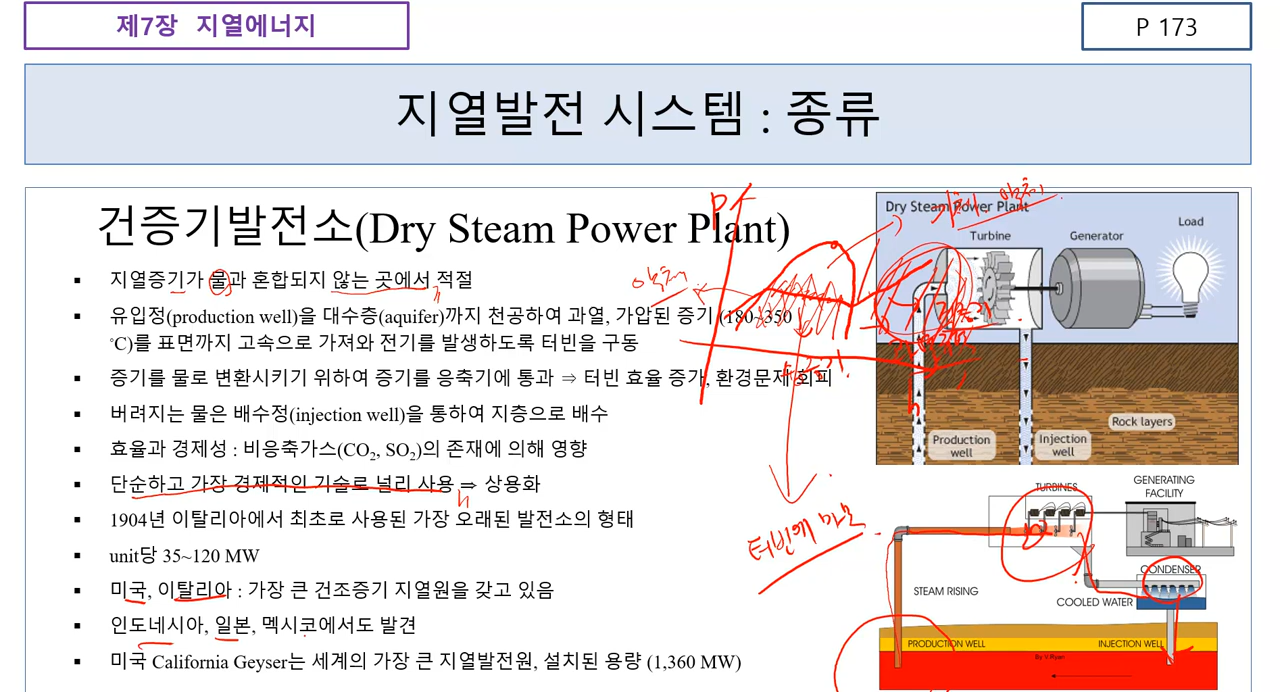 제7장 지열에너지
P 173
지열발전 시스템 : 종류
건증기발전소(Dry Steam Power Plant)
▪ 지열증기가 물과 혼합되지 않는 곳에서 적절
▪ 유입정(production well)을 대수층(aquifer)까지 천공하여 과열, 가압된 증기 (180~350
℃)를 표면까지 고속으로 가져와 전기를 발생하도록 터빈을 구동
▪ 증기를 물로 변환시키기 위하여 증기를 응축기에 통과 ⇒ 터빈 효율 증가, 환경문제 회피
▪ 버려지는 물은 배수정(injection well)을 통하여 지층으로 배수
▪ 효율과 경제성 : 비응축가스(CO₂, SO₂)의 존재에 의해 영향
▪ 단순하고 가장 경제적인 기술로 널리 사용 ⇒ 상용화
▪ 1904년 이탈리아에서 최초로 사용된 가장 오래된 발전소의 형태
▪ unit당 35~120 MW
▪ 미국, 이탈리아 : 가장 큰 건조증기 지열원을 갖고 있음
▪ 인도네시아, 일본, 멕시코에서도 발견
▪ 미국 California Geyser는 세계의 가장 큰 지열발전원, 설치된 용량 (1,360 MW)
Dry Steam Power Plant
Turbine
Generator
Load
Rock layers
Production
well
Injection
well
P
액체
터빈에 마모
TURBINES
GENERATING
FACILITY
CONDENSER
STEAM RISING
COOLED WATER
PRODUCTION WELL
INJECTION WELL
By V.Ryan